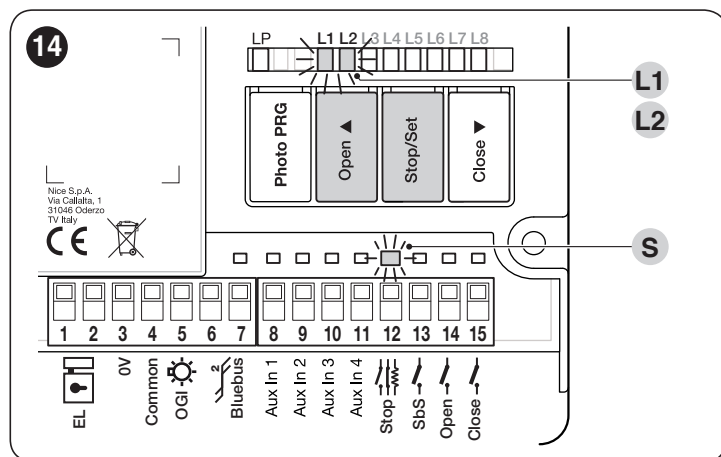 14
LP L1 L2 L3 L4 L5 L6 L7 L8
L1
L2
Photo PRG
Open ▲
Stop/Set
Close ▼
Nice S.p.A.
Via Callalta, 1
31046 Oderzo
TV Italy
CE
S
1 2 3 4 5 6 7 8 9 10 11 12 13 14 15
EL
0V
Common
OGI
2
Bluebus
Aux In 1
Aux In 2
Aux In 3
Aux In 4
Stop
SbS
Open
Close